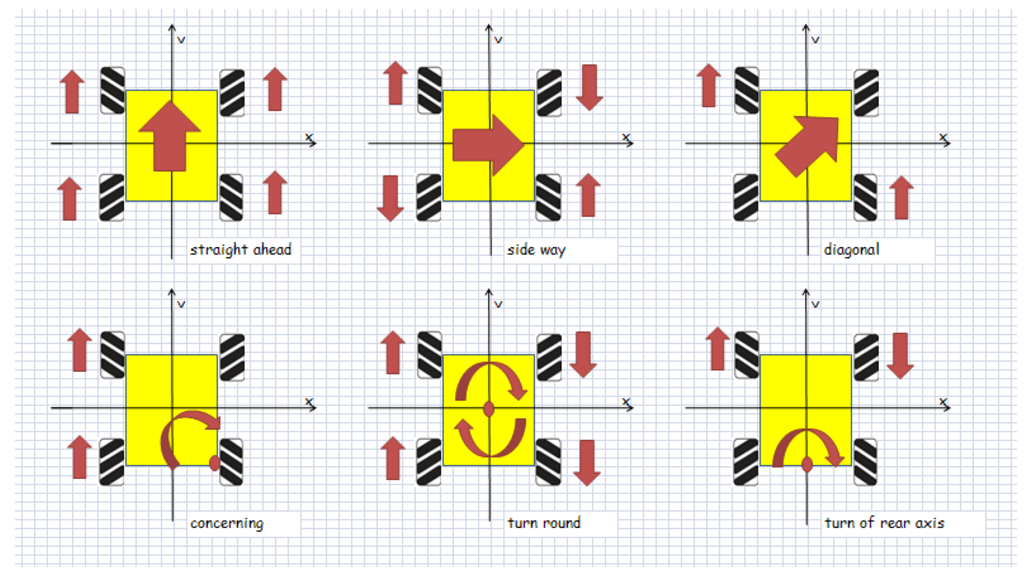 v
v
v
x
x
x
straight ahead
side way
diagonal
v
v
v
x
x
x
concerning
turn round
turn of rear axis